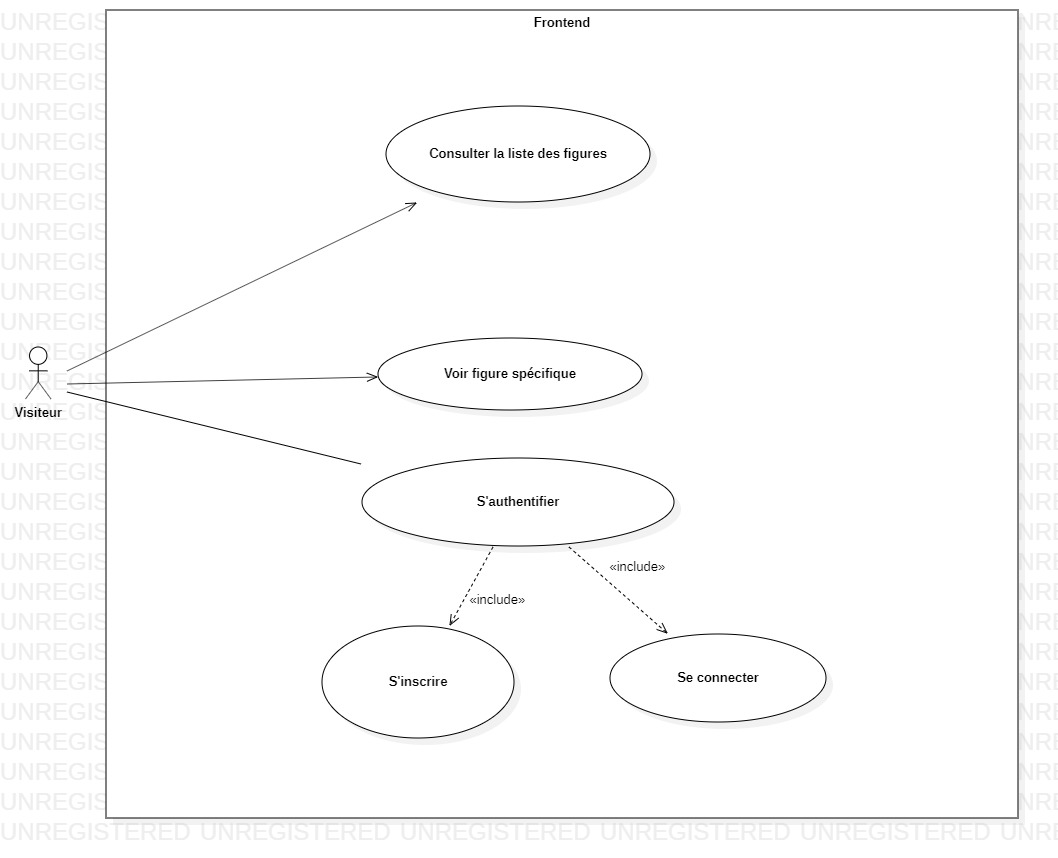 Frontend
Consulter la liste des figures
Voir figure spécifique
Visiteur
S'authentifier
«include»
«include»
S'inscrire
Se connecter
UNREGISTERED UNREGISTERED UNREGISTERED UNREGISTERED UNREGISTERED